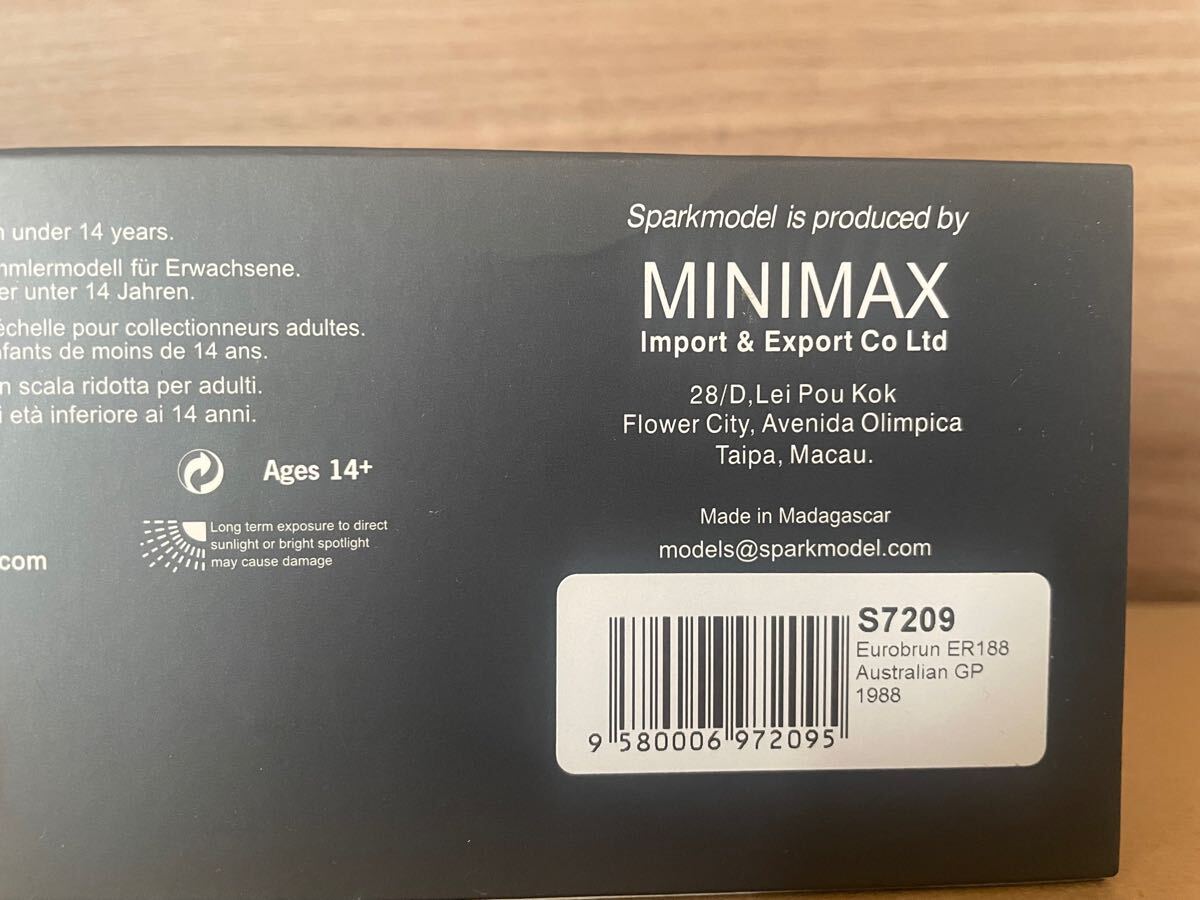 under 14 years.
mmlermodell für Erwachsene.
er unter 14 Jahren.
échelle pour collectionneurs adultes.
nfants de moins de 14 ans.
n scala ridotta per adulti.
i età inferiore ai 14 anni.
Ages 14+
Long term exposure to direct
sunlight or bright spotlight
may cause damage
.com
Sparkmodel is produced by
MINIMAX
Import & Export Co Ltd
28/D,Lei Pou Kok
Flower City, Avenida Olimpica
Taipa, Macau.
Made in Madagascar
models@sparkmodel.com
S7209
Eurobrun ER188
Australian GP
1988
9 580006 972095